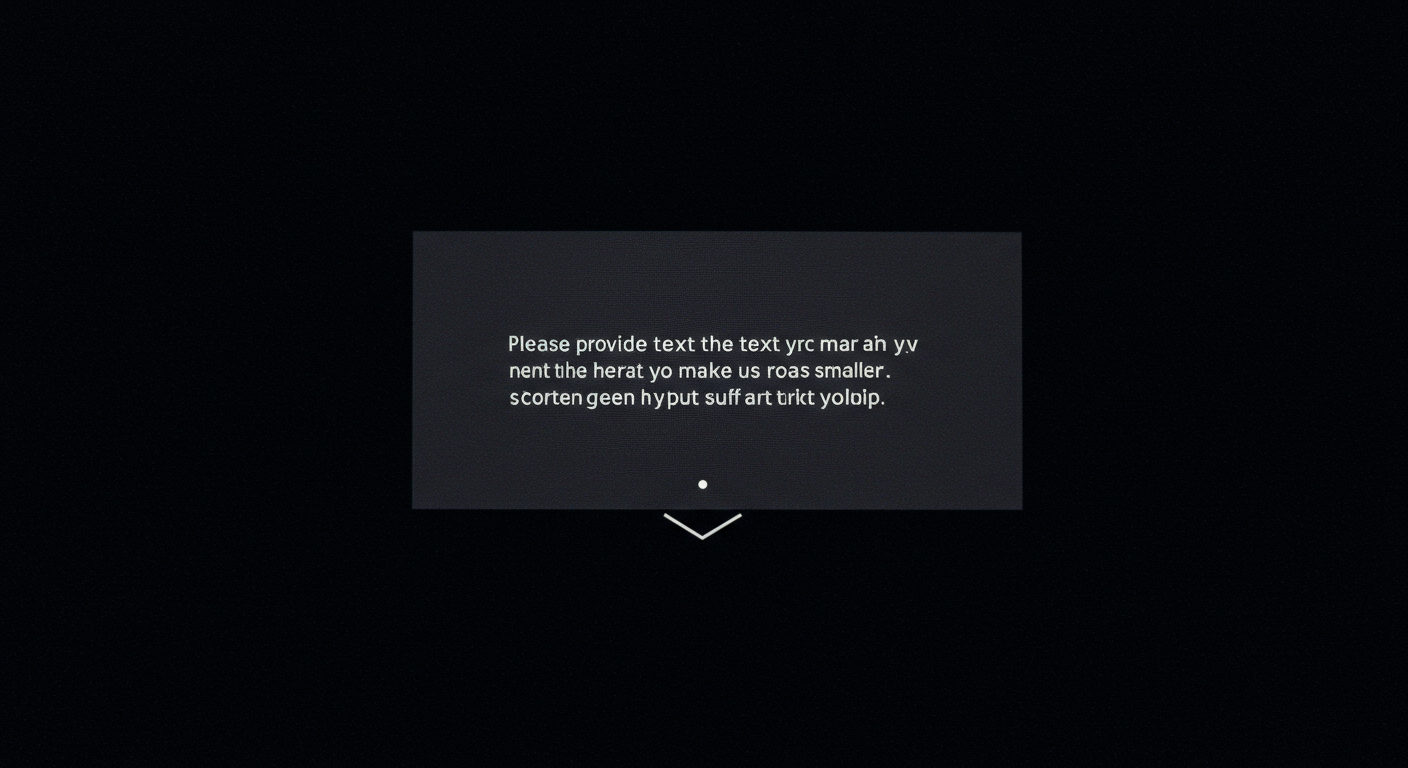 Please provide text the text yrc mar ah y.v
nent the herat yo make us roas smaller.
scorten geen hyput suff art trkt